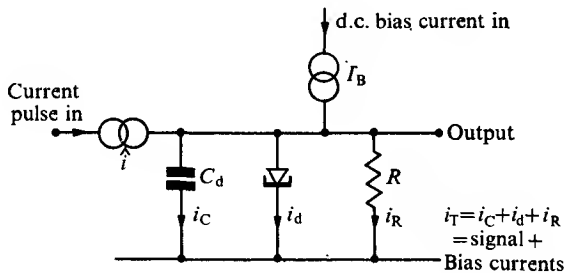 d.c. bias current in
I_B
Current
pulse in
i
Output
C_d
R
i_C
i_d
i_R
i_T=i_C+i_d+i_R
=signal+
Bias currents